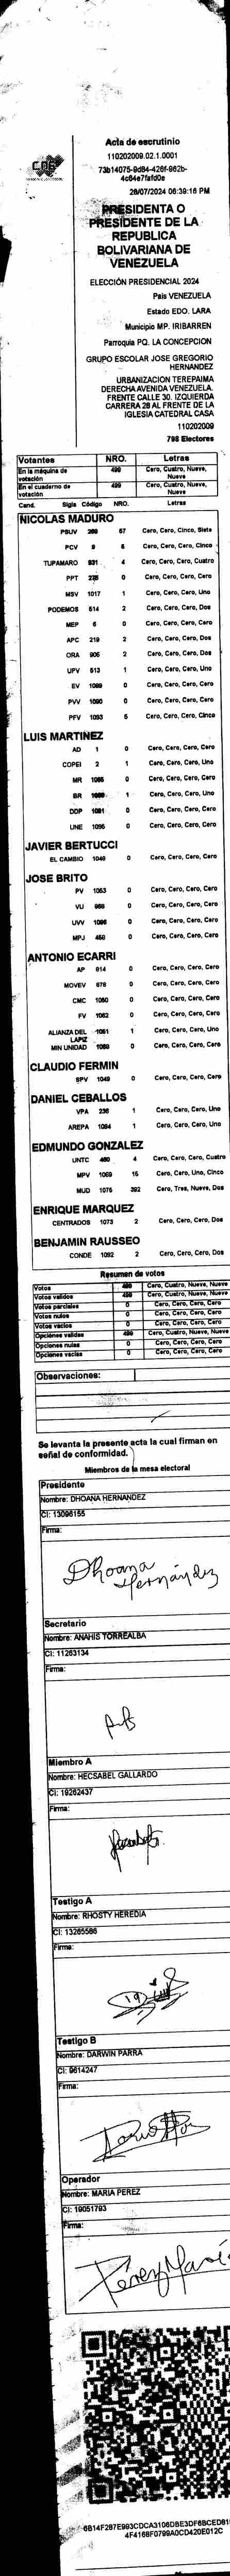 CNE
Acta de escrutinio
110202009.02.1.0001
73b14075-9d84-426f-962b-
4c64e7fafd0e
28/07/2024 06:39:16 PM
PRESIDENTA O
PRESIDENTE DE LA
REPUBLICA
BOLIVARIANA DE
VENEZUELA
ELECCIÓN PRESIDENCIAL 2024
Pais VENEZUELA
Estado EDO. LARA
Municipio MP. IRIBARREN
Parroquia PQ. LA CONCEPCION
GRUPO ESCOLAR JOSE GREGORIO
HERNANDEZ
URBANIZACION TEREPAIMA
DERECHA AVENIDA VENEZUELA.
FRENTE CALLE 30. IZQUIERDA
CARRERA 28 AL FRENTE DE LA
IGLESIA CATEDRAL CASA
110202009
798 Electores
Votantes NRO. Letras
En la máquina de votación 499 Cero, Cuatro, Nueve, Nueve
En el cuaderno de votación 499 Cero, Cuatro, Nueve, Nueve
Cand. Sigla Código NRO. Letras
NICOLAS MADURO
PSUV 67 Cero, Cero, Cinco, Siete
PCV 5 Cero, Cero, Cero, Cinco
TUPAMARO 931 4 Cero, Cero, Cero, Cuatro
PPT 0 Cero, Cero, Cero, Cero
MSV 1017 1 Cero, Cero, Cero, Uno
PODEMOS 514 2 Cero, Cero, Cero, Dos
MEP 6 0 Cero, Cero, Cero, Cero
APC 219 2 Cero, Cero, Cero, Dos
ORA 906 2 Cero, Cero, Cero, Dos
UPV 613 1 Cero, Cero, Cero, Uno
EV 1089 0 Cero, Cero, Cero, Cero
PVV 1090 0 Cero, Cero, Cero, Cero
PFV 1093 5 Cero, Cero, Cero, Cinco
LUIS MARTINEZ
AD 1 0 Cero, Cero, Cero, Cero
COPEI 2 1 Cero, Cero, Cero, Uno
MR 0 Cero, Cero, Cero, Cero
BR 1 Cero, Cero, Cero, Uno
DDP 1091 0 Cero, Cero, Cero, Cero
UNE 1095 0 Cero, Cero, Cero, Cero
JAVIER BERTUCCI
EL CAMBIO 1048 0 Cero, Cero, Cero, Cero
JOSE BRITO
PV 1053 0 Cero, Cero, Cero, Cero
VU 0 Cero, Cero, Cero, Cero
UVV 0 Cero, Cero, Cero, Cero
MPJ 0 Cero, Cero, Cero, Cero
ANTONIO ECARRI
AP 914 0 Cero, Cero, Cero, Cero
MOVEV 678 0 Cero, Cero, Cero, Cero
CMC 1050 0 Cero, Cero, Cero, Cero
FV 1062 0 Cero, Cero, Cero, Cero
ALIANZA DEL LAPIZ 1061 1 Cero, Cero, Cero, Uno
MIN UNIDAD 0 Cero, Cero, Cero, Cero
CLAUDIO FERMIN
SPV 1049 0 Cero, Cero, Cero, Cero
DANIEL CEBALLOS
VPA 1 Cero, Cero, Cero, Uno
AREPA 1094 1 Cero, Cero, Cero, Uno
EDMUNDO GONZALEZ
UNTC 4 Cero, Cero, Cero, Cuatro
MPV 1069 15 Cero, Cero, Uno, Cinco
MUD 1075 392 Cero, Tres, Nueve, Dos
ENRIQUE MARQUEZ
CENTRADOS 1073 2 Cero, Cero, Cero, Dos
BENJAMIN RAUSSEO
CONDE 1092 2 Cero, Cero, Cero, Dos
Resumen de votos
Votos 499 Cero, Cuatro, Nueve, Nueve
Votos validos 499 Cero, Cuatro, Nueve, Nueve
Votos parciales 0 Cero, Cero, Cero, Cero
Votos nulos 0 Cero, Cero, Cero, Cero
Votos vacios 0 Cero, Cero, Cero, Cero
Opciones validas 499 Cero, Cuatro, Nueve, Nueve
Opciones nulas 0 Cero, Cero, Cero, Cero
Opciones vacias 0 Cero, Cero, Cero, Cero
Observaciones:
Se levanta la presente acta la cual firman en
señal de conformidad.
Miembros de la mesa electoral
Presidente
Nombre: DHOANA HERNANDEZ
CI: 13096155
Firma:
Dhoana
Hernández
Secretario
Nombre: ANAHIS TORREALBA
CI: 11263134
Firma:
Miembro A
Nombre: HECSABEL GALLARDO
CI: 19262437
Firma:
Testigo A
Nombre: RHOSTY HEREDIA
CI: 13265586
Firma:
Testigo B
Nombre: DARWIN PARRA
CI: 9614247
Firma:
Operador
Nombre: MARIA PEREZ
CI: 19051793
Firma:
Perez María
6B14F287E993CDCA3106DBE3DF6BCED81
4F4168F0799A0CD420E012C